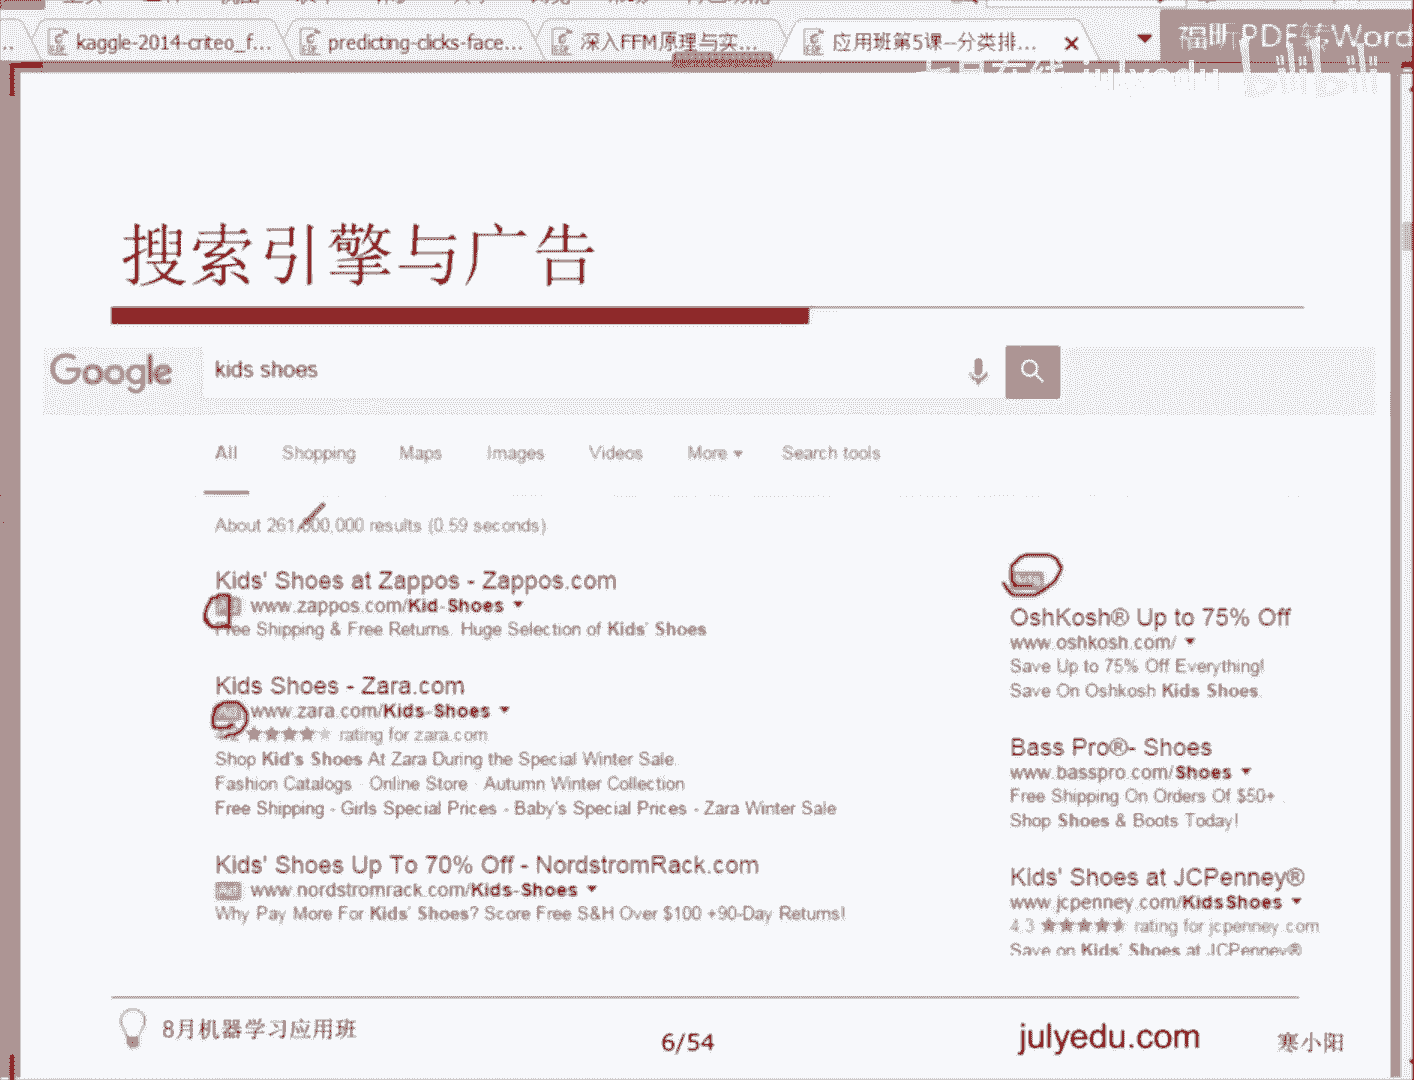 kaggle-2014-criteo_f...
predicting-clicks-face...
深入FFM原理与实...
应用班第5课--分类排...
福昕PDF转Word
七月在线 julyedu
bilibili
搜索引擎与广告
Google
kids shoes
All Shopping Maps Images Videos More Search tools
About 261,000,000 results (0.59 seconds)
Kids' Shoes at Zappos - Zappos.com
www.zappos.com/Kid-Shoes
Free Shipping & Free Returns. Huge Selection of Kids' Shoes
Kids Shoes - Zara.com
www.zara.com/Kids-Shoes
rating for zara.com
Shop Kid's Shoes At Zara During the Special Winter Sale.
Fashion Catalogs · Online Store · Autumn Winter Collection
Free Shipping - Girls Special Prices - Baby's Special Prices - Zara Winter Sale
Kids' Shoes Up To 70% Off - NordstromRack.com
Ad www.nordstromrack.com/Kids-Shoes
Why Pay More For Kids' Shoes? Score Free S&H Over $100 +90-Day Returns!
OshKosh® Up to 75% Off
www.oshkosh.com/
Save Up to 75% Off Everything!
Save On Oshkosh Kids Shoes.
Bass Pro®- Shoes
www.basspro.com/Shoes
Free Shipping On Orders Of $50+
Shop Shoes & Boots Today!
Kids' Shoes at JCPenney®
www.jcpenney.com/KidsShoes
4.3 rating for jcpenney.com
Save on Kids' Shoes at JCPenney®
8月机器学习应用班
6/54
julyedu.com
寒小阳